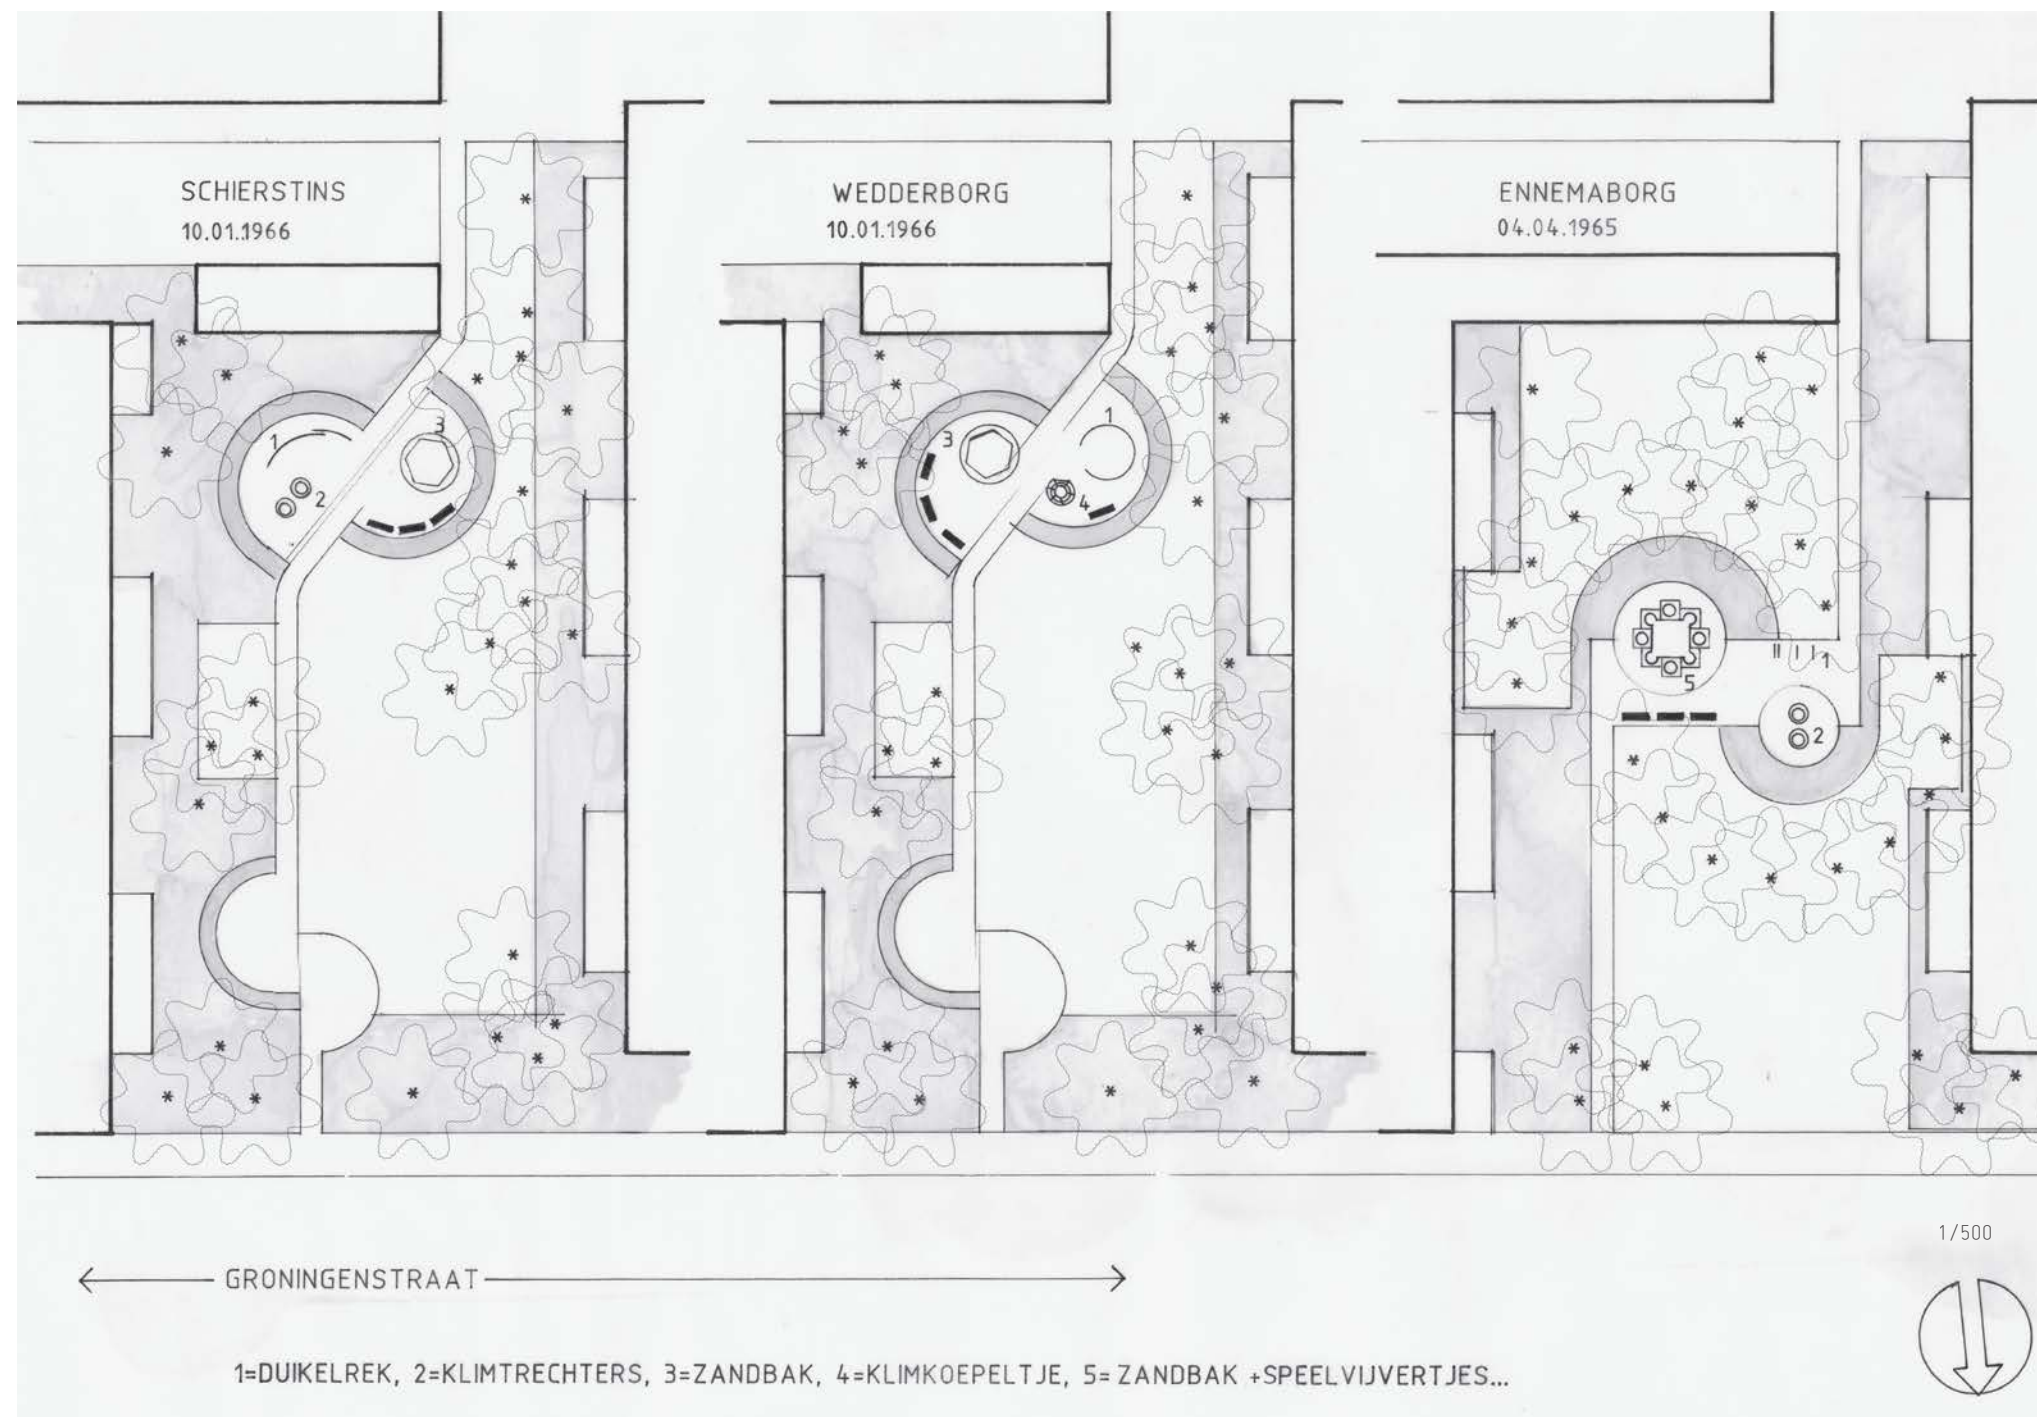 SCHIERSTINS
10.01.1966
WEDDERBORG
10.01.1966
ENNEMABORG
04.04.1965
1
3
2
3
1
4
1
5
2
1/500
GRONINGENSTRAAT
1=DUIKELREK, 2=KLIMTRECHTERS, 3=ZANDBAK, 4=KLIMKOEPELTJE, 5= ZANDBAK +SPEELVIJVERTJES...